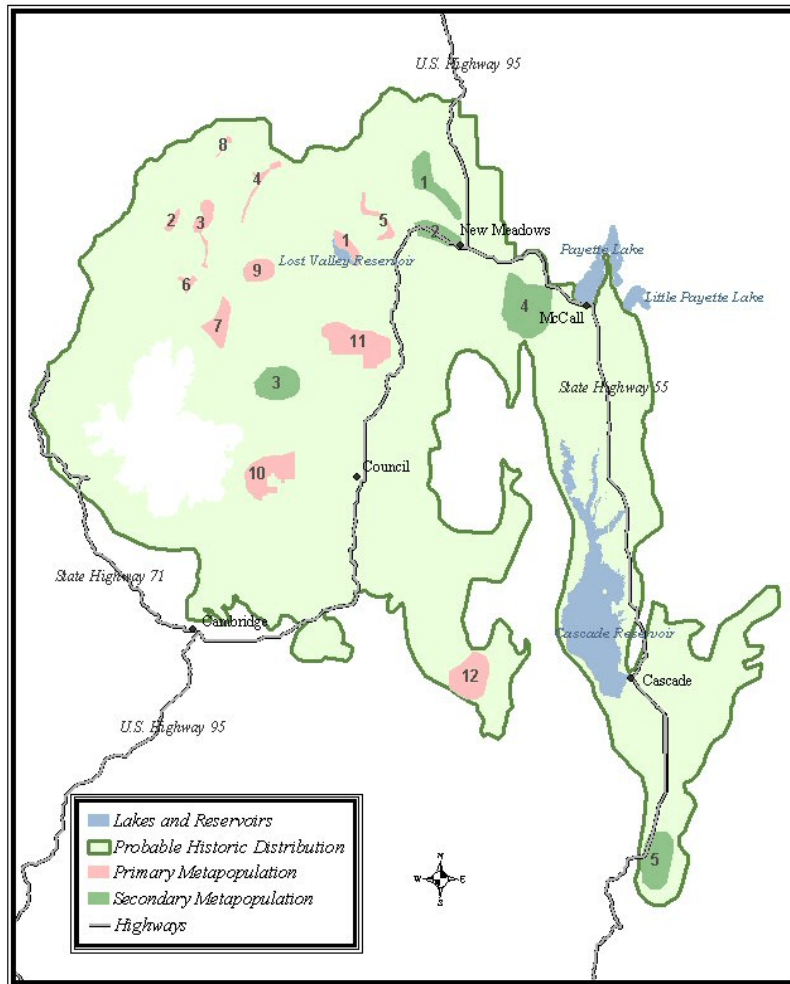 U.S. Highway 95
8
4
1
2
3
5
2
New Meadows
1
Lost Valley Reservoir
Payette Lake
6
9
Little Payette Lake
4
McCall
7
11
3
State Highway 55
10
Council
State Highway 71
Cambridge
Cascade Reservoir
12
Cascade
U.S. Highway 95
Lakes and Reservoirs
Probable Historic Distribution
Primary Metapopulation
Secondary Metapopulation
Highways
N
W E
S
5